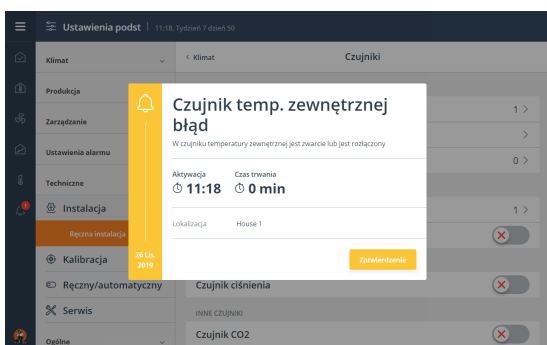 Ustawienia podst | 11:18, Tydzień 7 dzień 50
Klimat
Produkcja
Zarządzanie
Ustawienia alarmu
Techniczne
Instalacja
Ręczna instalacja
Kalibracja
Ręczny/automatyczny
Serwis
Ogólne
< Klimat
Czujniki
1 >
>
0 >
1 >
Czujnik temp. zewnętrznej
błąd
W czujniku temperatury zewnętrznej jest zwarcie lub jest rozłączony
Aktywacja
Czas trwania
11:18
0 min
Lokalizacja
House 1
26 Lis.
2019
Zatwierdzenie
Czujnik ciśnienia
INNE CZUJNIKI
Czujnik CO2